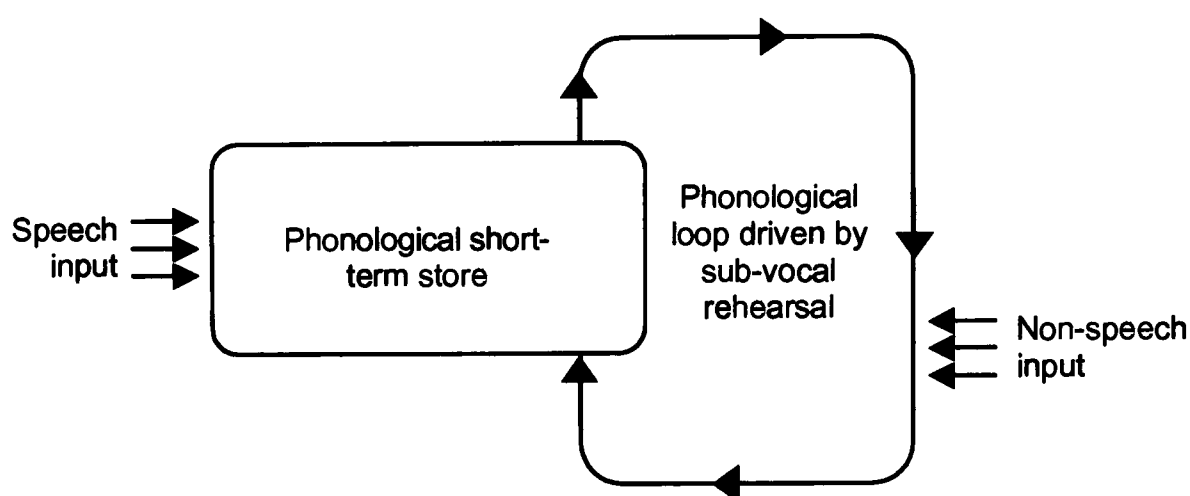 Speech
input
Phonological short-
term store
Phonological
loop driven by
sub-vocal
rehearsal
Non-speech
input